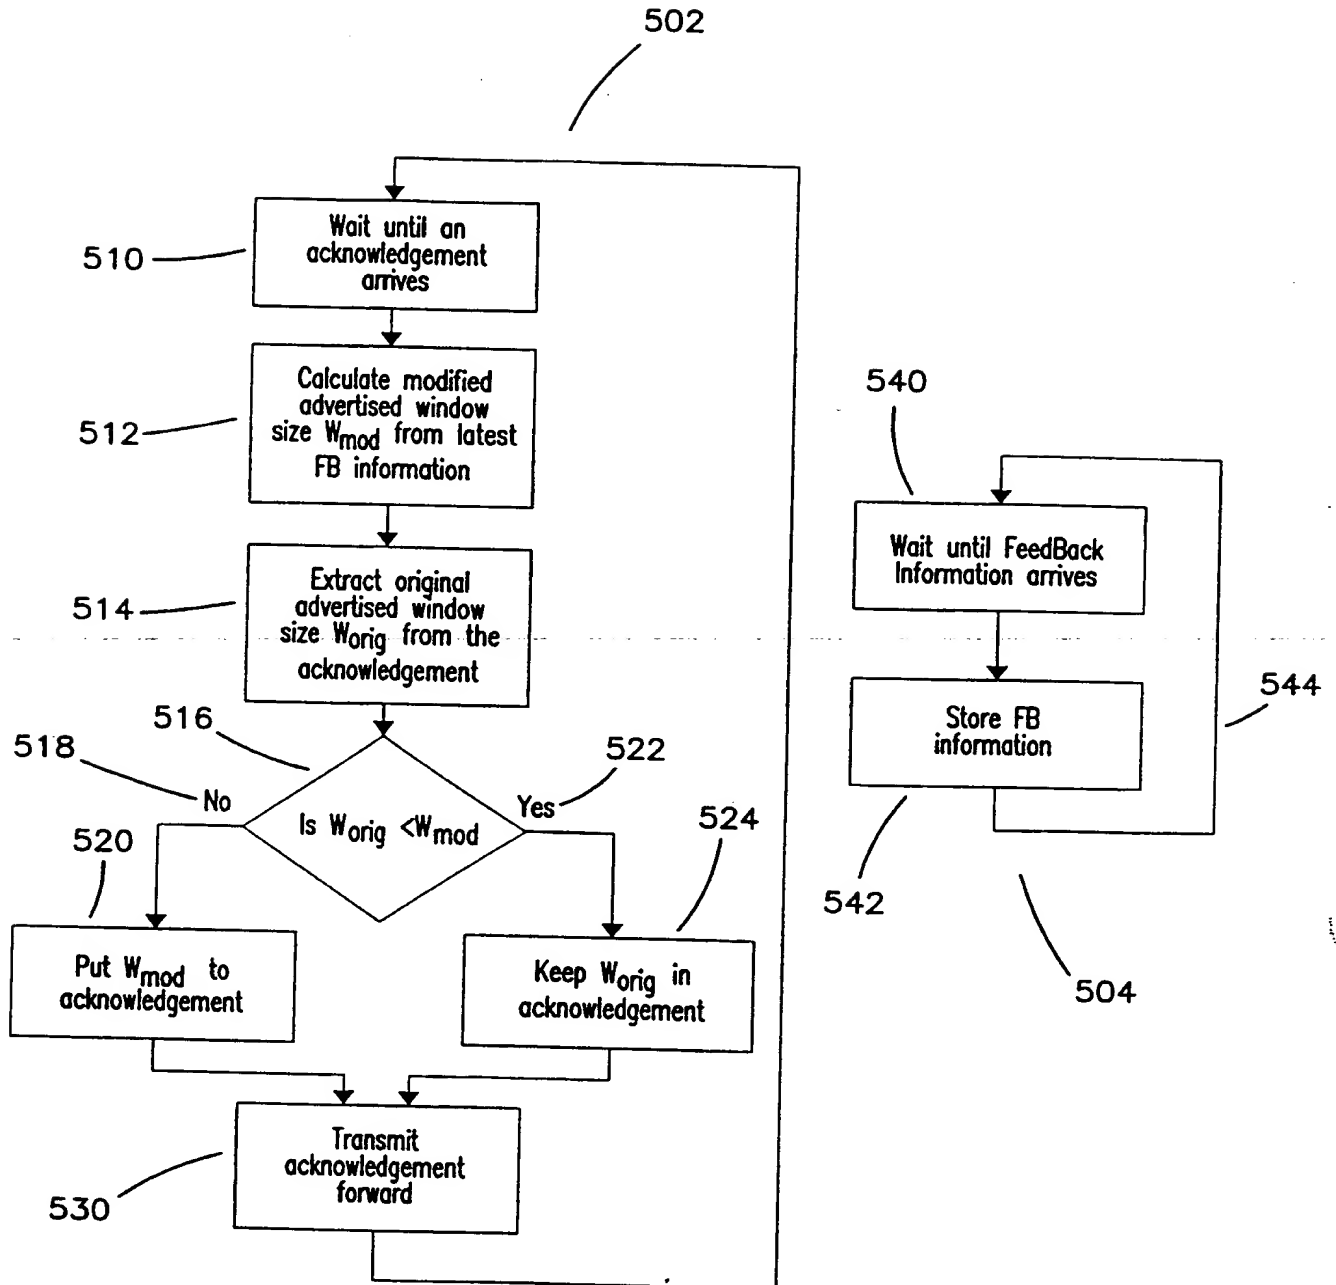 502
Wait until an
acknowledgement
arrives
510
Calculate modified
advertised window
size Wmod from latest
FB information
512
Extract original
advertised window
size Worig from the
acknowledgement
514
516
518
No
Is Worig <Wmod
Yes
522
520
524
Put Wmod to
acknowledgement
Keep Worig in
acknowledgement
Transmit
acknowledgement
forward
530
540
Wait until FeedBack
Information arrives
Store FB
information
544
542
504